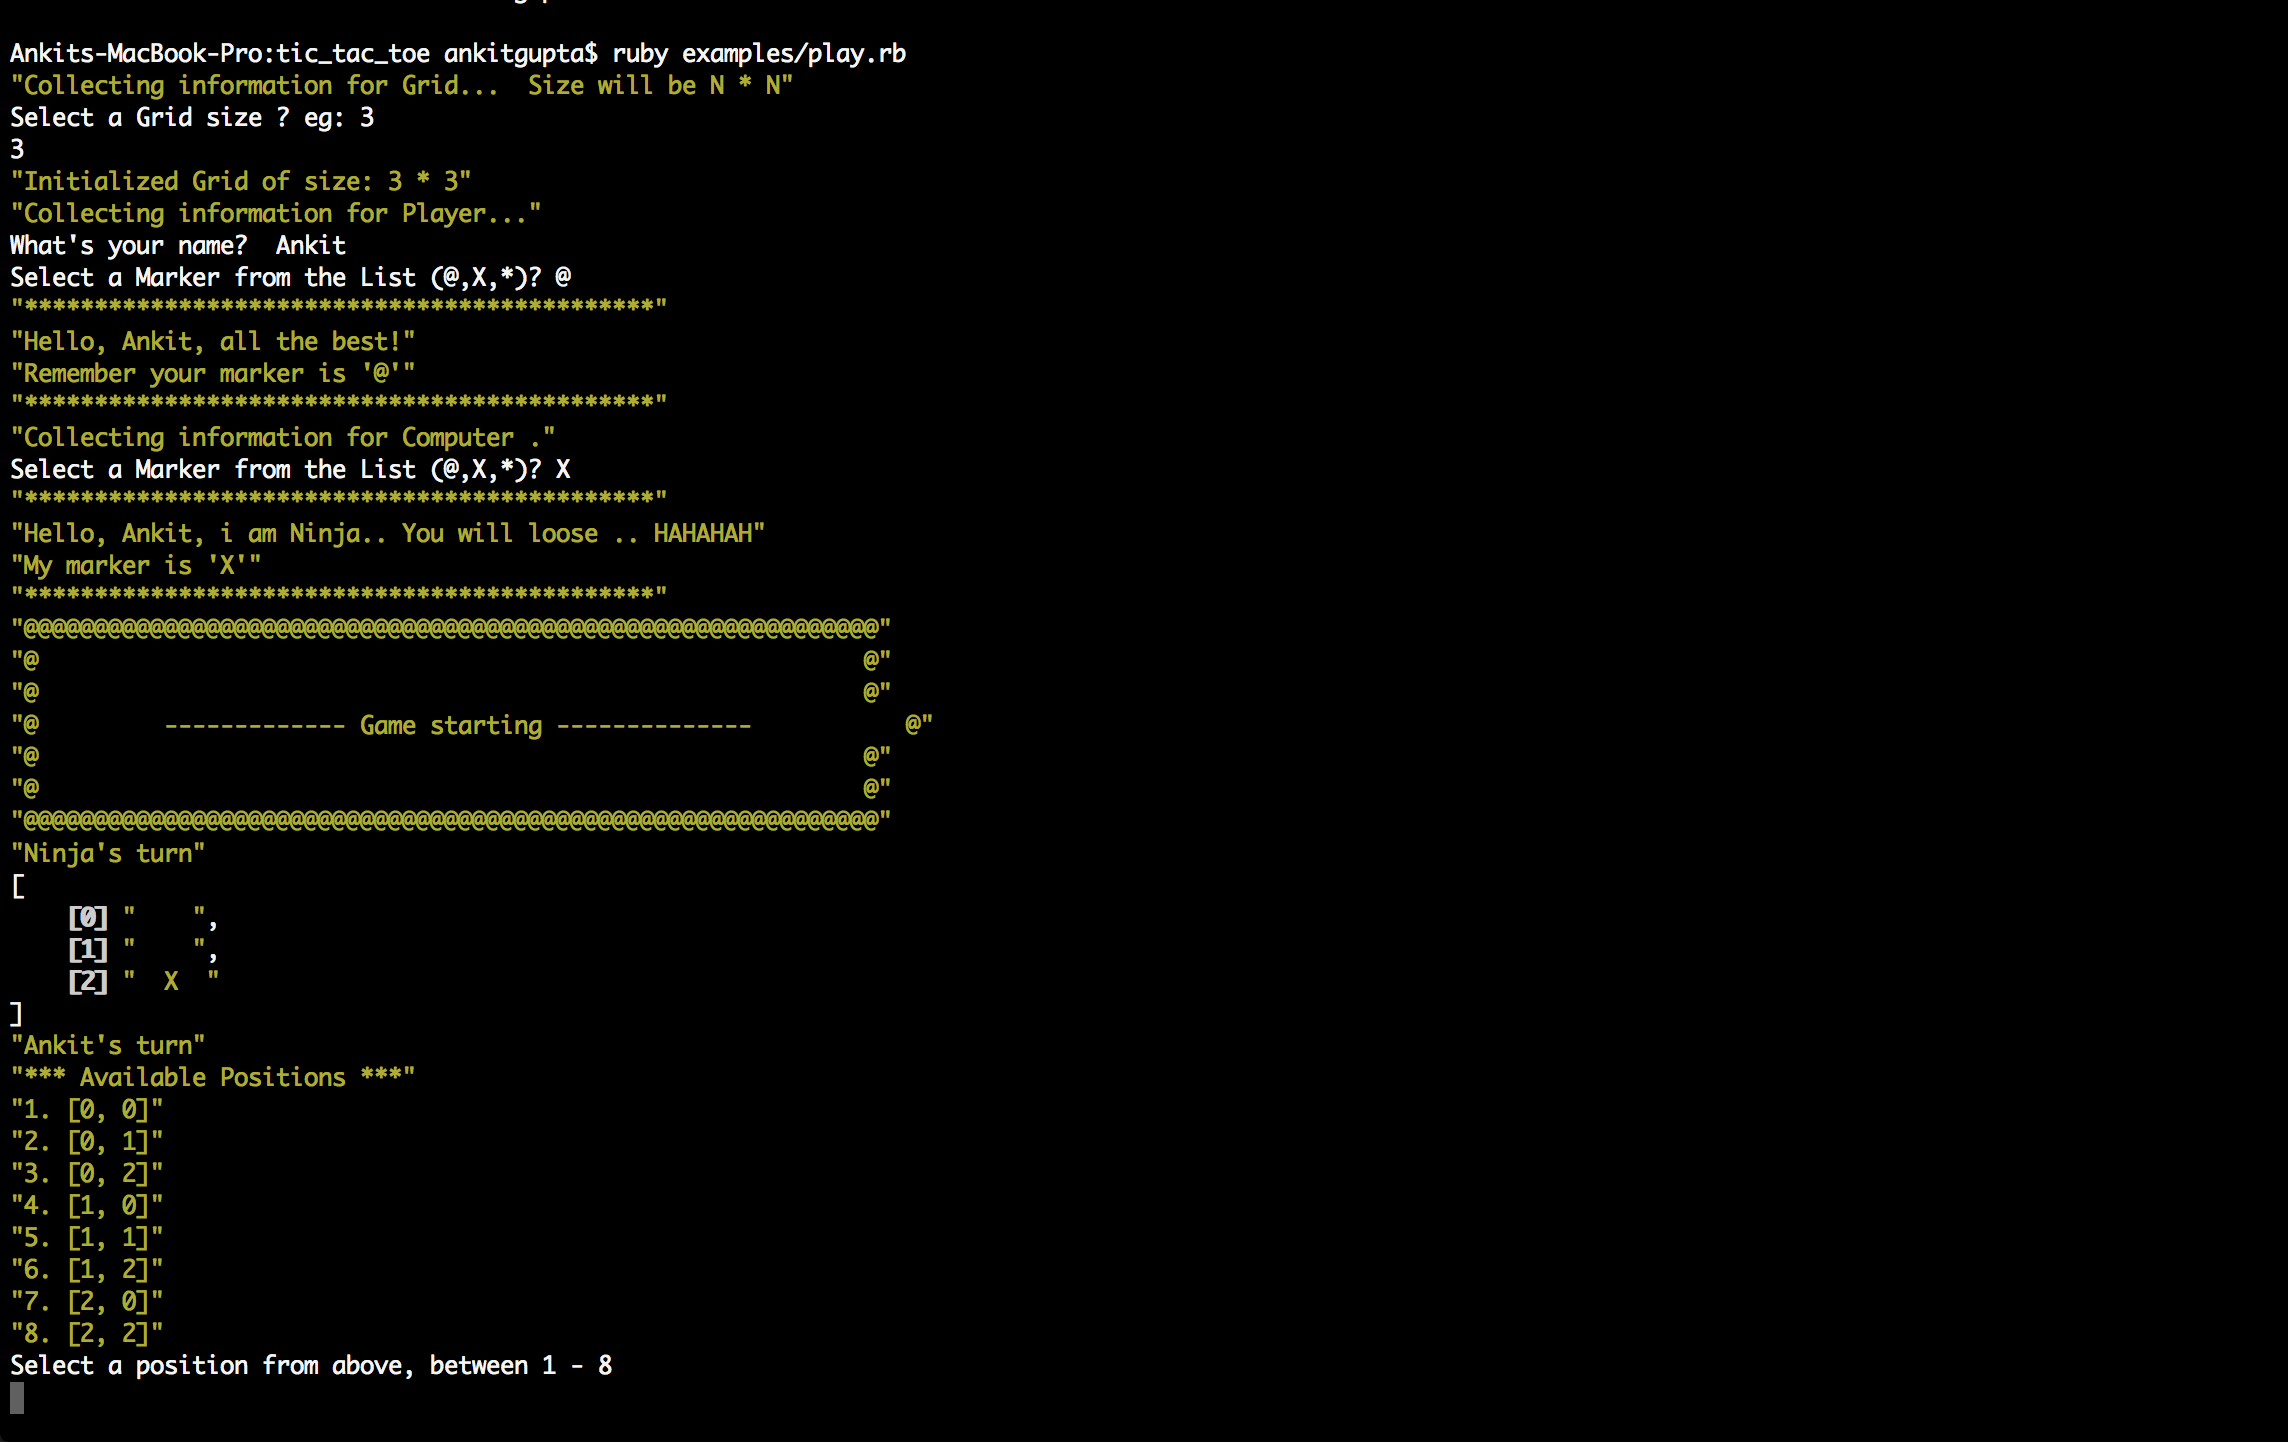 Ankits-MacBook-Pro:tic_tac_toe ankitgupta$ ruby examples/play.rb
"Collecting information for Grid...  Size will be N * N"
Select a Grid size ? eg: 3
3
"Initialized Grid of size: 3 * 3"
"Collecting information for Player..."
What's your name?  Ankit
Select a Marker from the List (@,X,*)? @
"*********************************************"
"Hello, Ankit, all the best!"
"Remember your marker is '@'"
"*********************************************"
"Collecting information for Computer ."
Select a Marker from the List (@,X,*)? X
"*********************************************"
"Hello, Ankit, i am Ninja.. You will loose .. HAHAHAH"
"My marker is 'X'"
"*********************************************"
"@@@@@@@@@@@@@@@@@@@@@@@@@@@@@@@@@@@@@@@@@@@@@@@@@@@@@@@@@@@@@"
"@                                                           @"
"@                                                           @"
"@         ------------- Game starting --------------           @"
"@                                                           @"
"@                                                           @"
"@@@@@@@@@@@@@@@@@@@@@@@@@@@@@@@@@@@@@@@@@@@@@@@@@@@@@@@@@@@@@"
"Ninja's turn"
[
    [0] "    ",
    [1] "    ",
    [2] "  X  "
]
"Ankit's turn"
"*** Available Positions ***"
"1. [0, 0]"
"2. [0, 1]"
"3. [0, 2]"
"4. [1, 0]"
"5. [1, 1]"
"6. [1, 2]"
"7. [2, 0]"
"8. [2, 2]"
Select a position from above, between 1 - 8